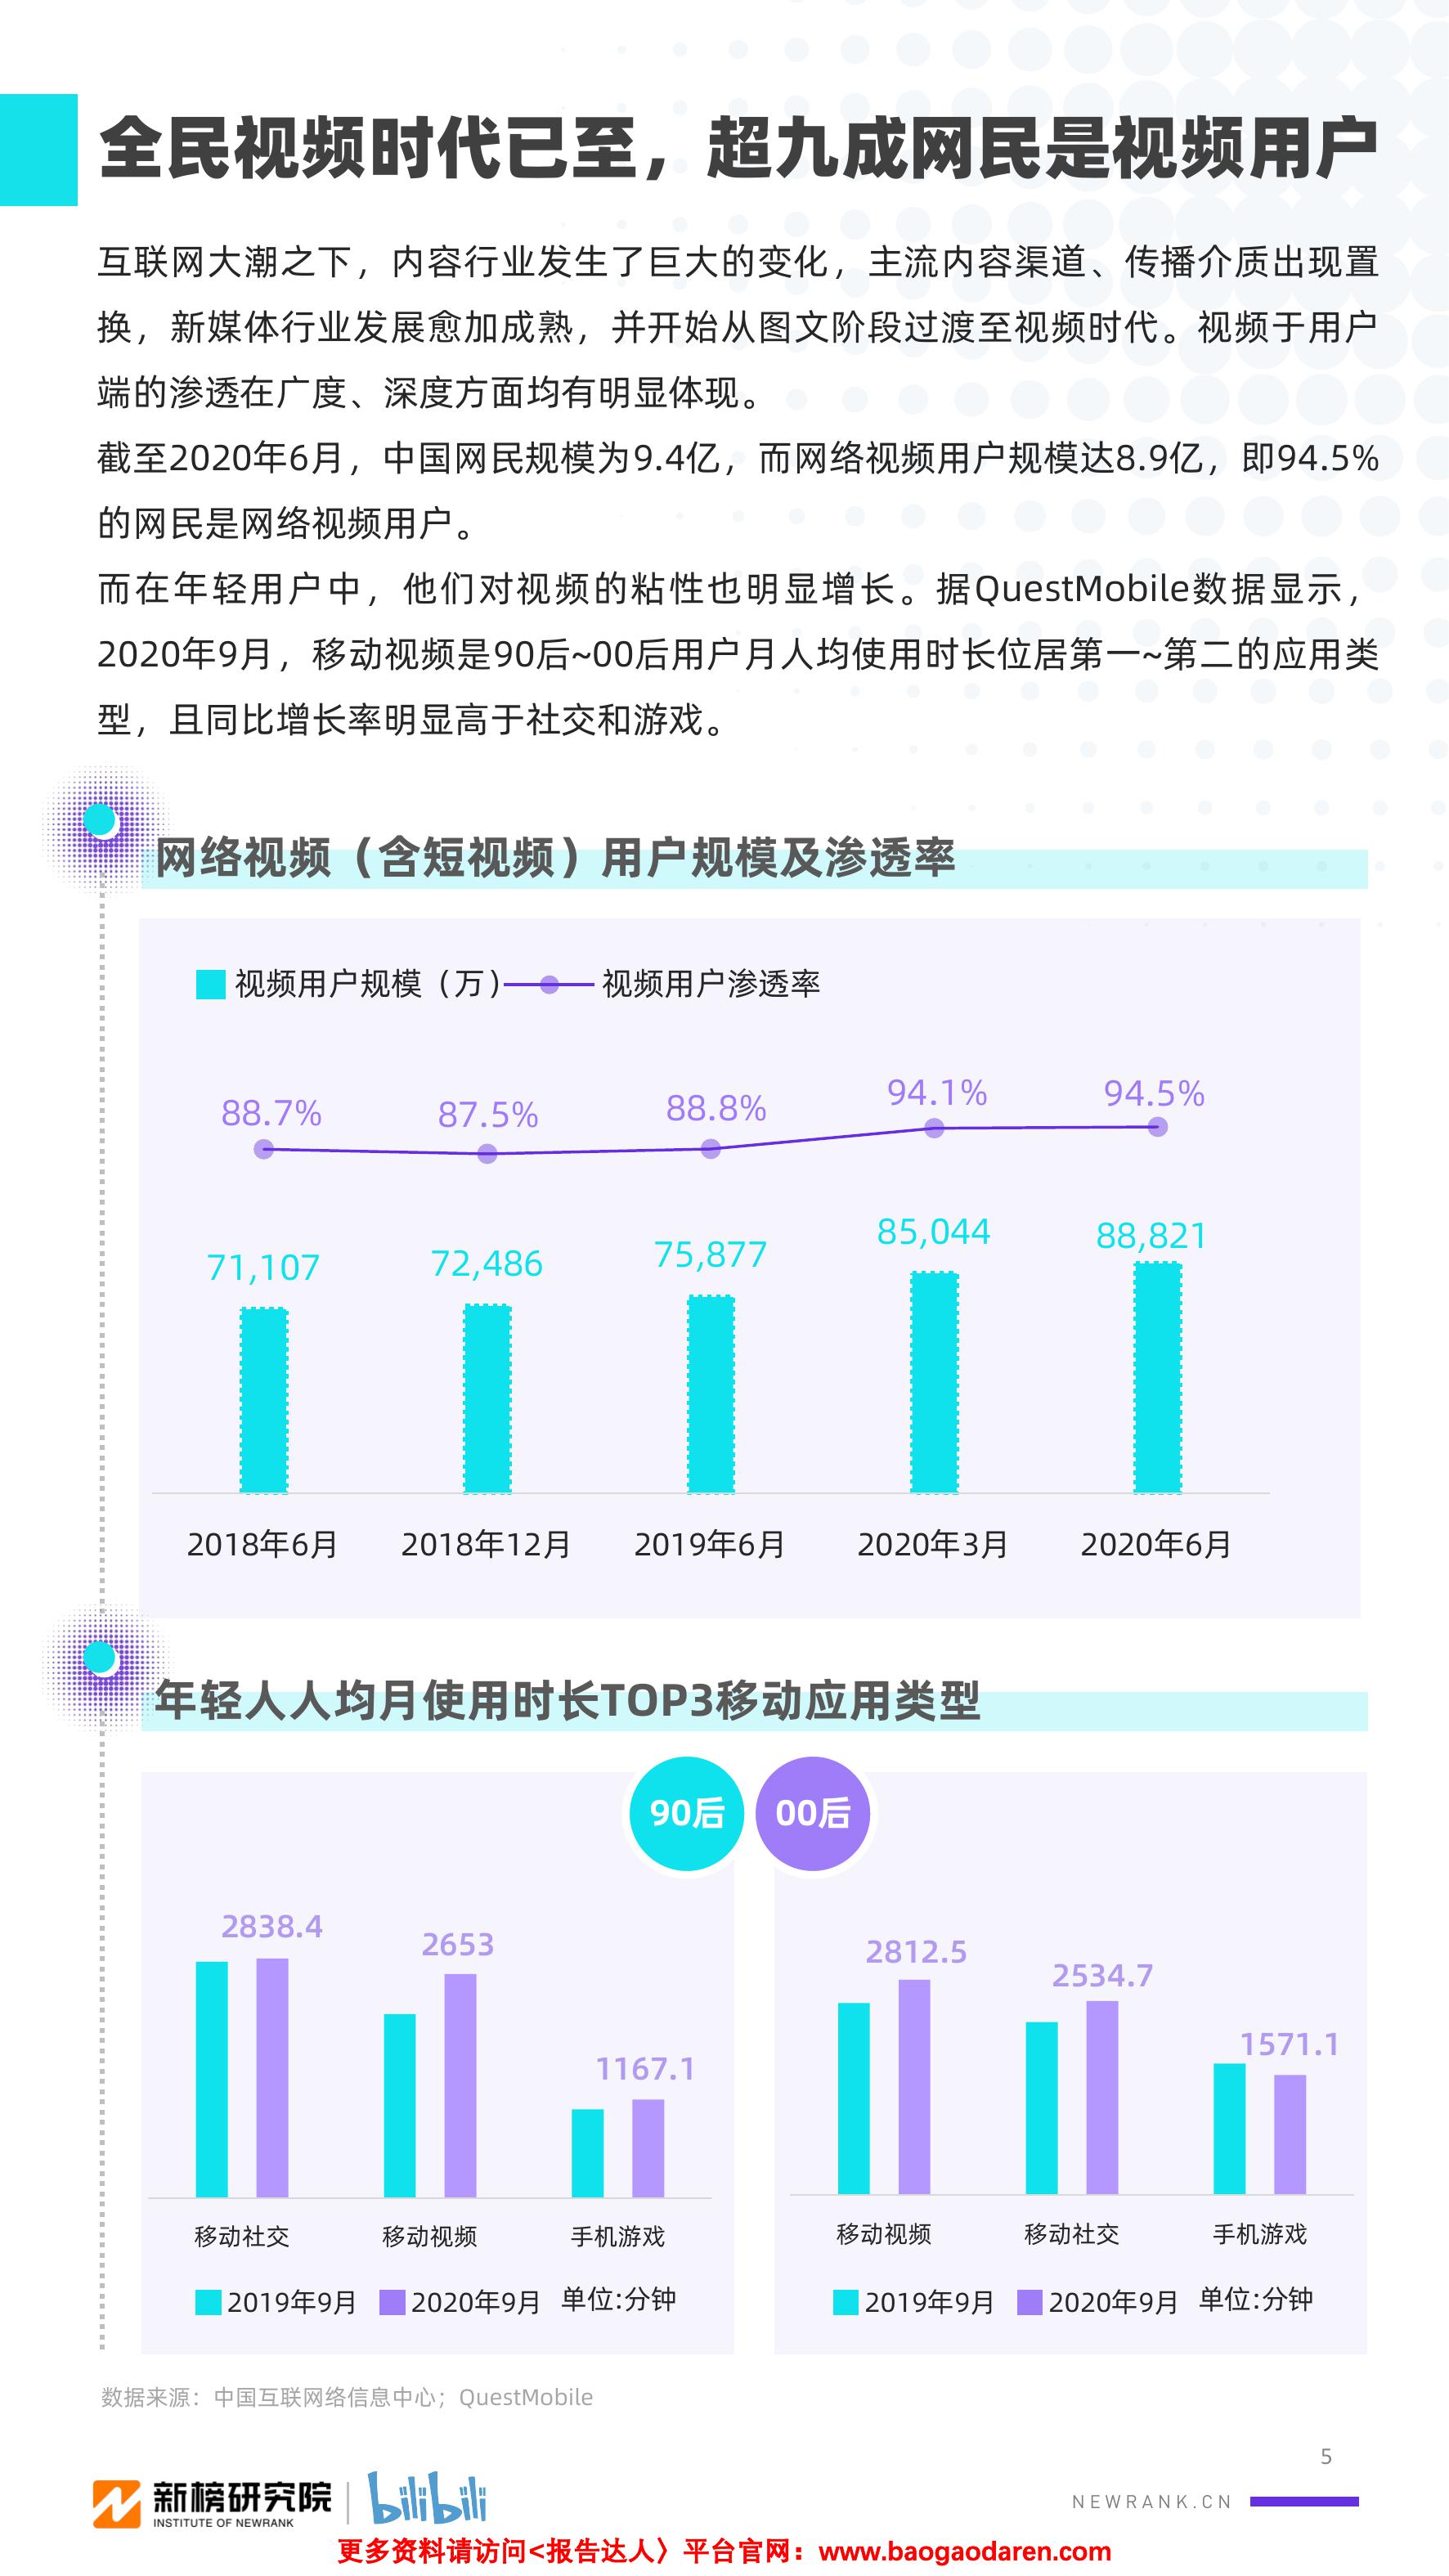 全民视频时代已至，超九成网民是视频用户
互联网大潮之下，内容行业发生了巨大的变化，主流内容渠道、传播介质出现置
换，新媒体行业发展愈加成熟，并开始从图文阶段过渡至视频时代。视频于用户
端的渗透在广度、深度方面均有明显体现。
截至2020年6月，中国网民规模为9.4亿，而网络视频用户规模达8.9亿，即94.5%
的网民是网络视频用户。
而在年轻用户中，他们对视频的粘性也明显增长。据QuestMobile数据显示，
2020年9月，移动视频是90后~00后用户月人均使用时长位居第一~第二的应用类
型，且同比增长率明显高于社交和游戏。
网络视频（含短视频）用户规模及渗透率
视频用户规模（万） 视频用户渗透率
88.7% 87.5% 88.8% 94.1% 94.5%
71,107 72,486 75,877 85,044 88,821
2018年6月 2018年12月 2019年6月 2020年3月 2020年6月
年轻人人均月使用时长TOP3移动应用类型
90后 00后
2838.4 2653 1167.1
移动社交 移动视频 手机游戏
2019年9月 2020年9月 单位:分钟
2812.5 2534.7 1571.1
移动视频 移动社交 手机游戏
2019年9月 2020年9月 单位:分钟
数据来源：中国互联网络信息中心；QuestMobile
5
新榜研究院 bilibili
INSTITUTE OF NEWRANK
NEWRANK.CN
更多资料请访问<报告达人〉平台官网：www.baogaodaren.com